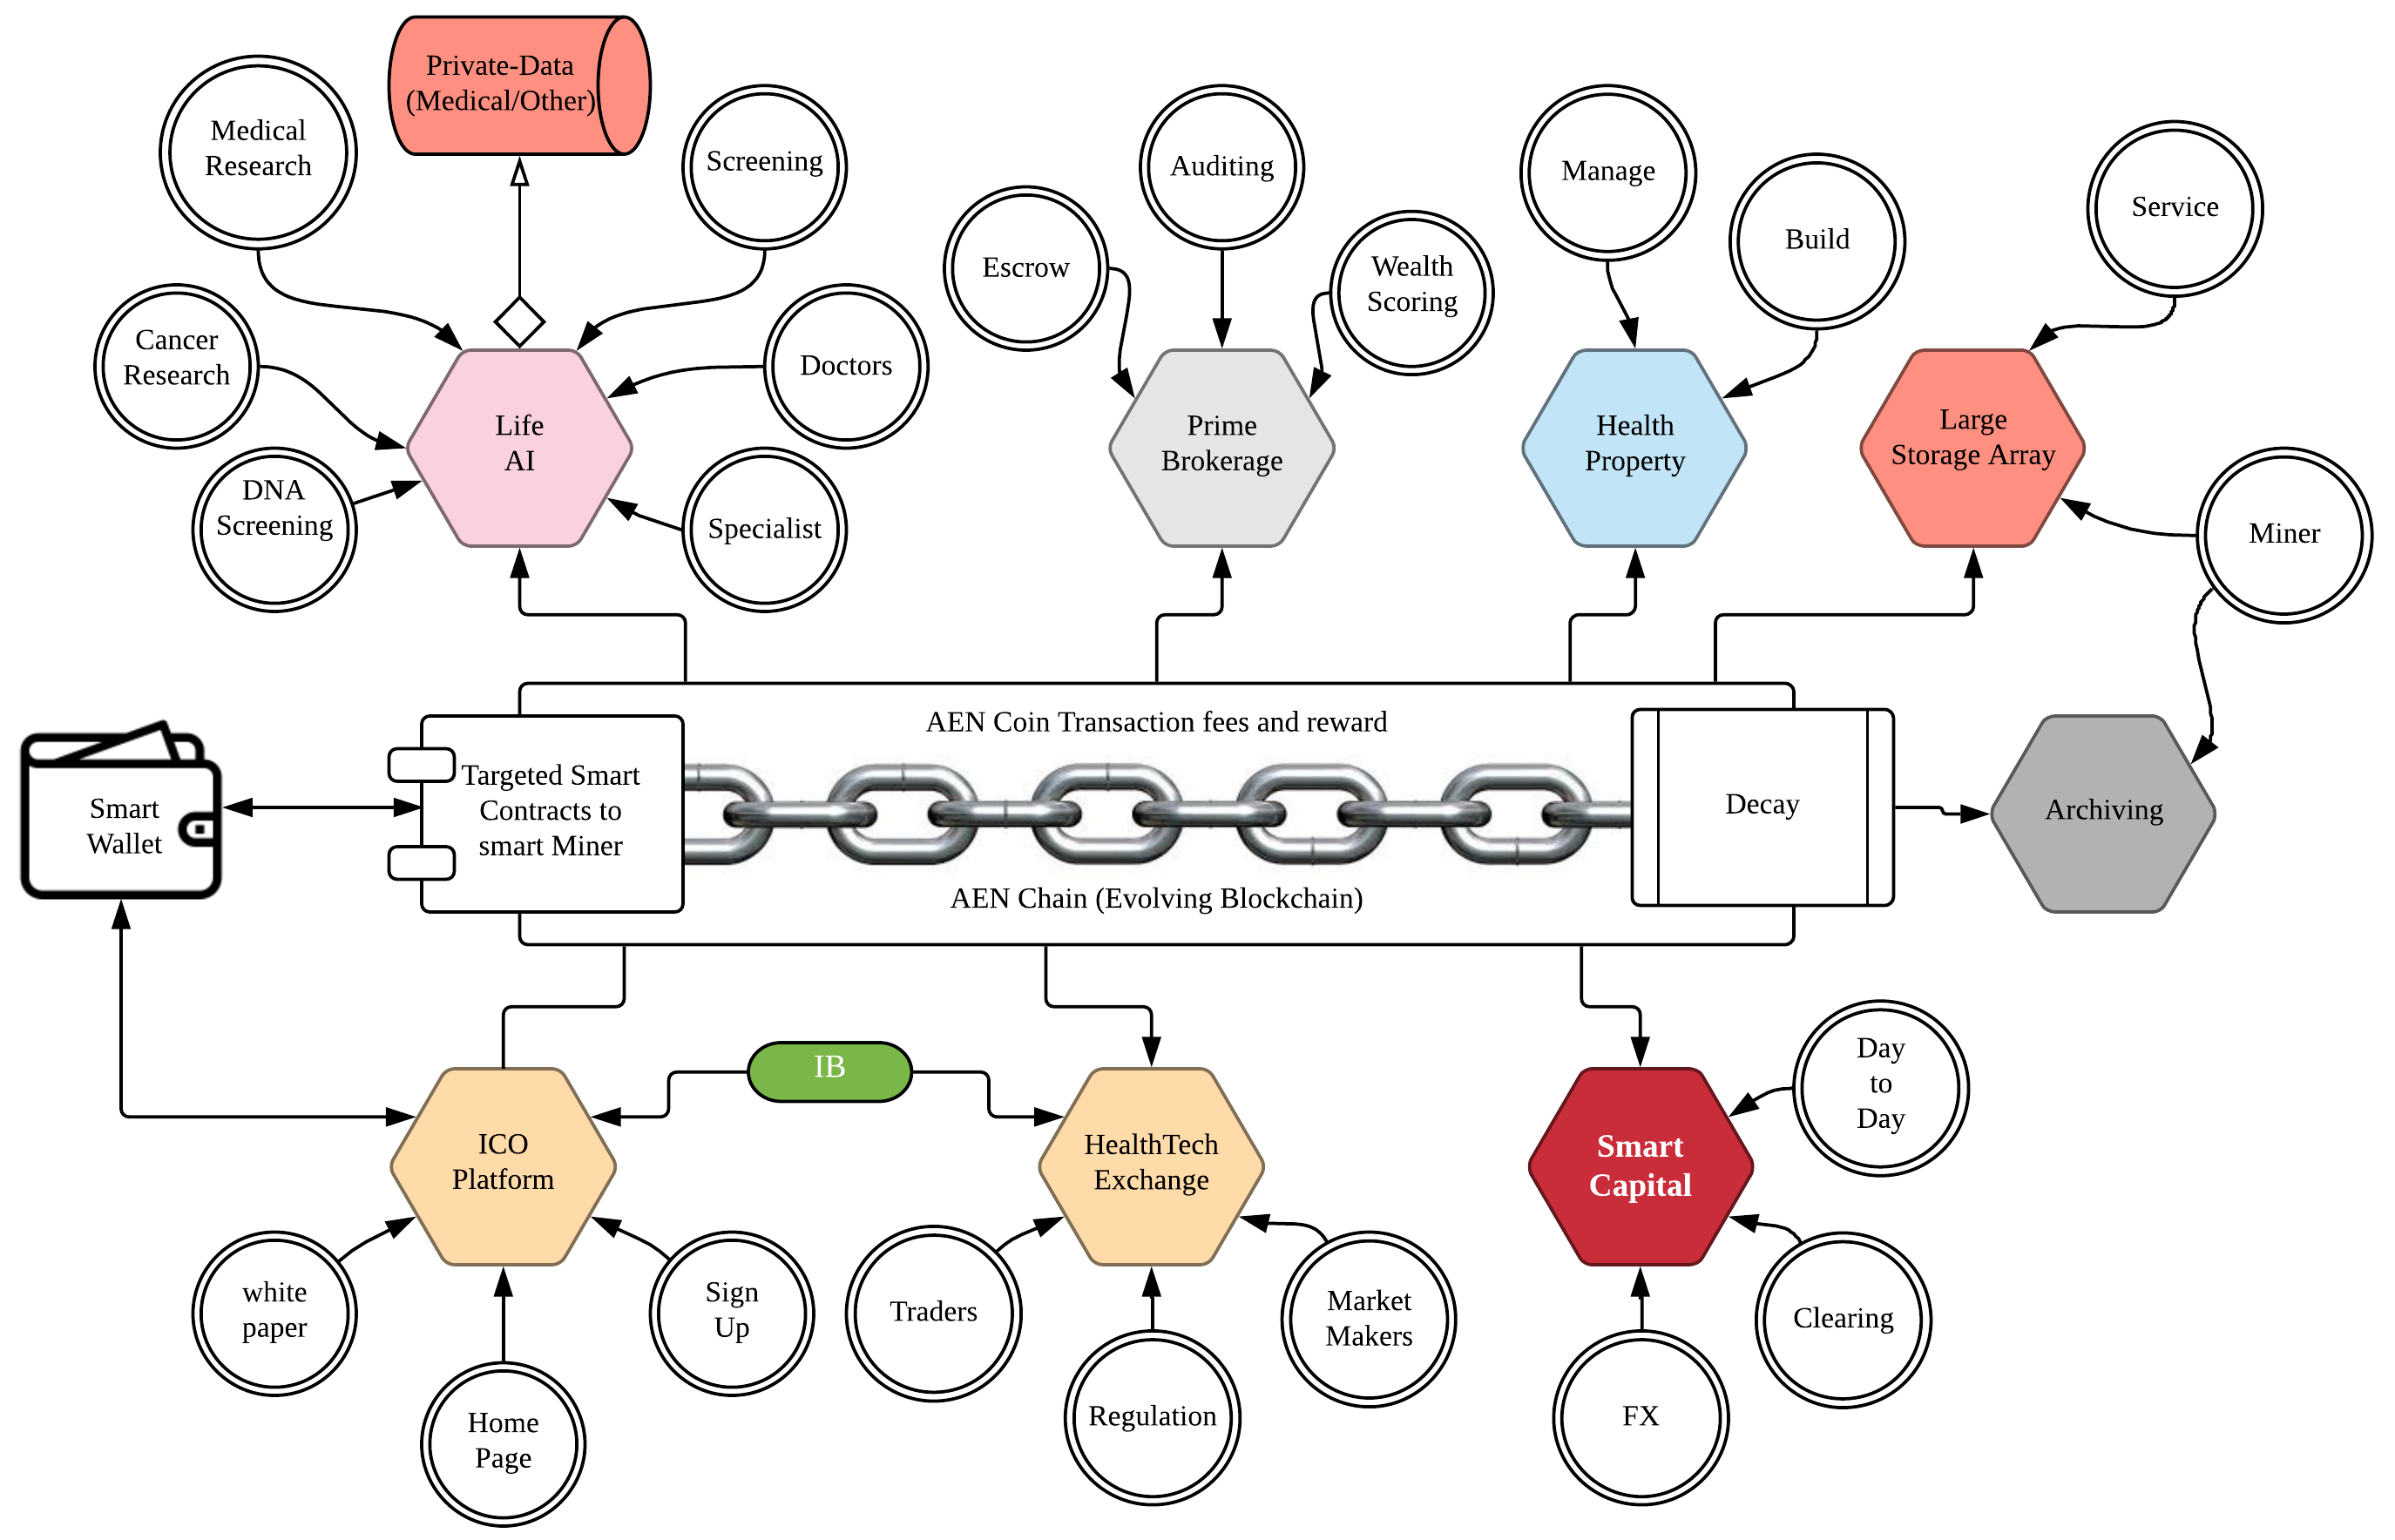 Private-Data
(Medical/Other)
Medical
Research
Screening
Auditing
Manage
Build
Service
Escrow
Wealth
Scoring
Cancer
Research
Doctors
DNA
Screening
Specialist
Life
AI
Prime
Brokerage
Health
Property
Large
Storage Array
Miner
AEN Coin Transaction fees and reward
Smart
Wallet
Targeted Smart
Contracts to
smart Miner
Decay
Archiving
AEN Chain (Evolving Blockchain)
IB
ICO
Platform
HealthTech
Exchange
Smart
Capital
Day
to
Day
white
paper
Home
Page
Sign
Up
Traders
Regulation
Market
Makers
FX
Clearing